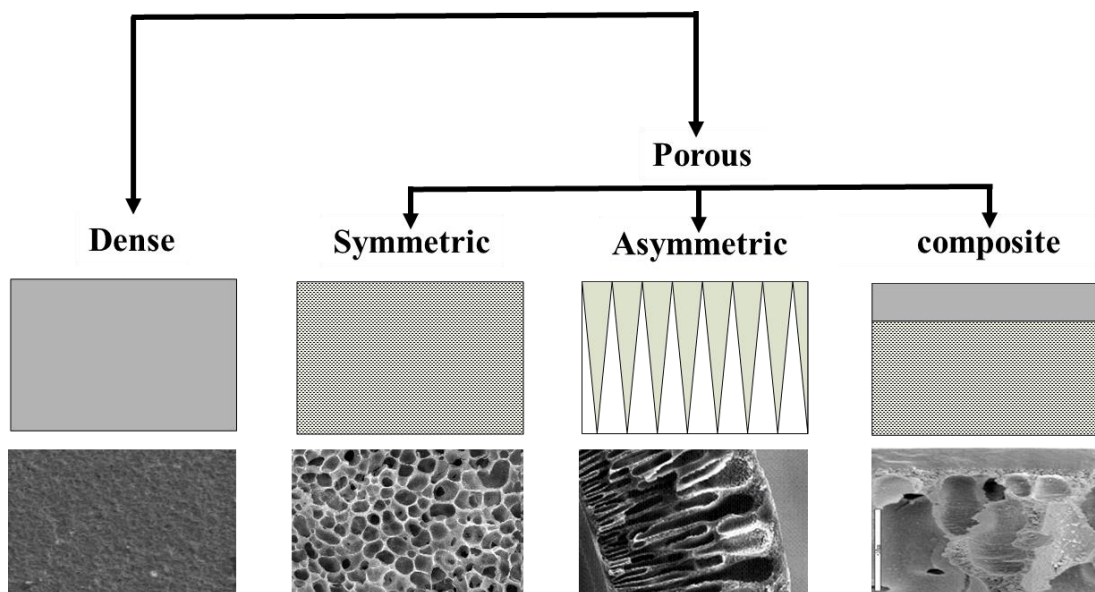 Porous
Dense
Symmetric
Asymmetric
composite